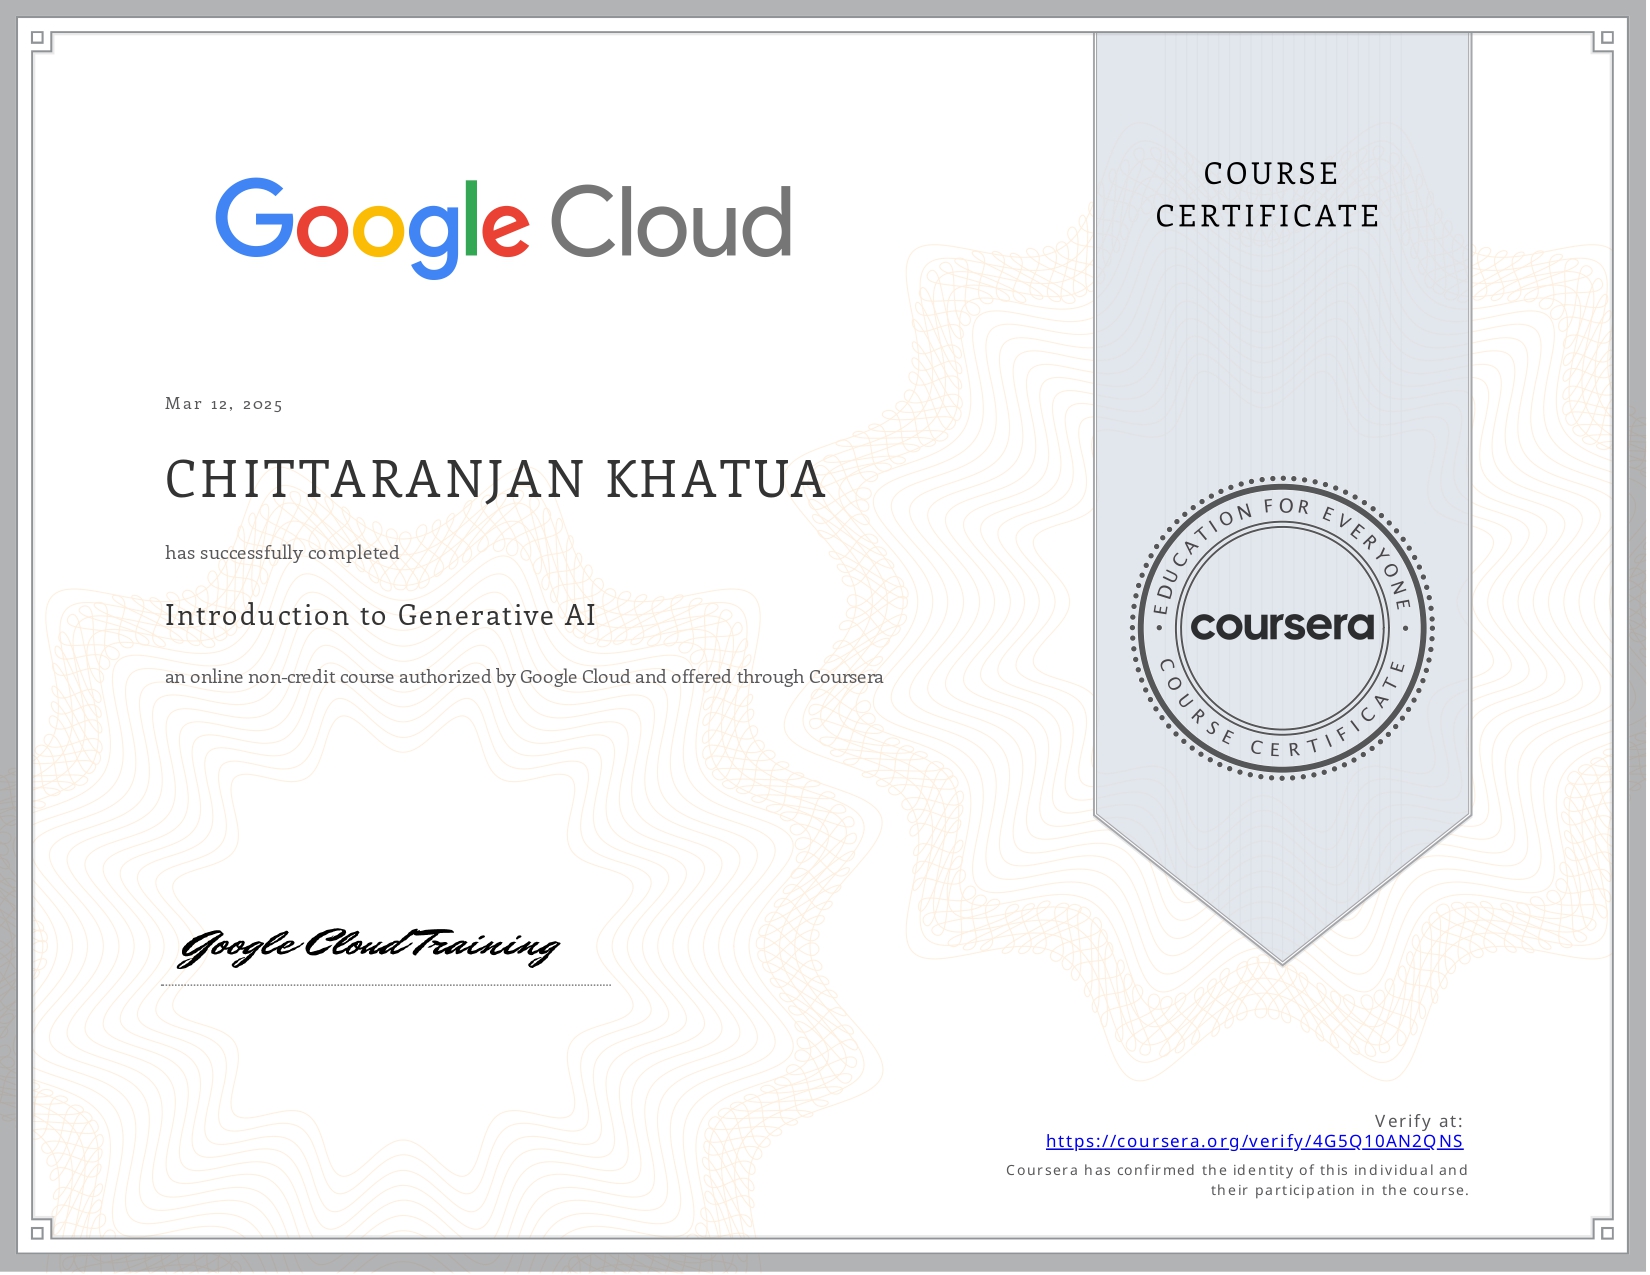 Google Cloud
COURSE
CERTIFICATE
Mar 12, 2025
CHITTARANJAN KHATUA
has successfully completed
Introduction to Generative AI
an online non-credit course authorized by Google Cloud and offered through Coursera
• EDUCATION FOR EVERYONE •
coursera
COURSE CERTIFICATE
Google Cloud Training
Verify at:
https://coursera.org/verify/4G5Q10AN2QNS
Coursera has confirmed the identity of this individual and
their participation in the course.